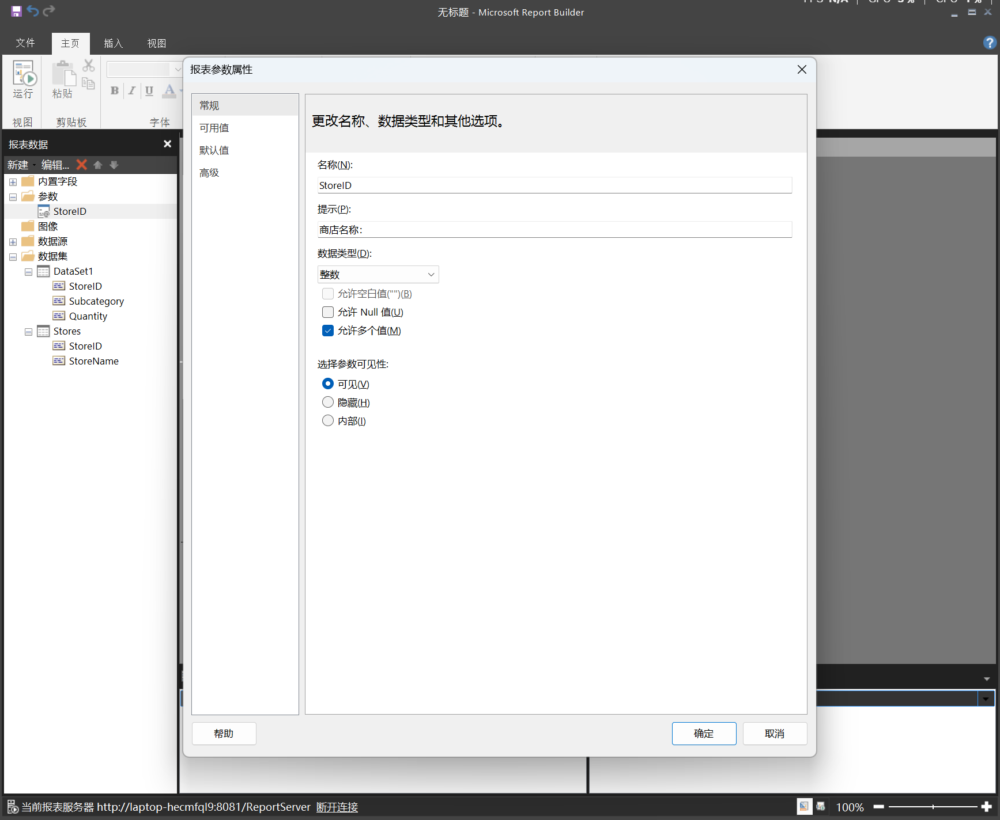 无标题 - Microsoft Report Builder
文件 主页 插入 视图
运行
粘贴
B I U A
视图 剪贴板 字体
报表数据
新建 编辑...
内置字段
参数
StoreID
图像
数据源
数据集
DataSet1
StoreID
Subcategory
Quantity
Stores
StoreID
StoreName
报表参数属性
常规
可用值
默认值
高级
更改名称、数据类型和其他选项。
名称(N):
StoreID
提示(P):
商店名称:
数据类型(D):
整数
允许空白值("")(B)
允许 Null 值(U)
允许多个值(M)
选择参数可见性:
可见(V)
隐藏(H)
内部(I)
帮助 确定 取消
当前报表服务器 http://laptop-hecmfql9:8081/ReportServer 断开连接 100%